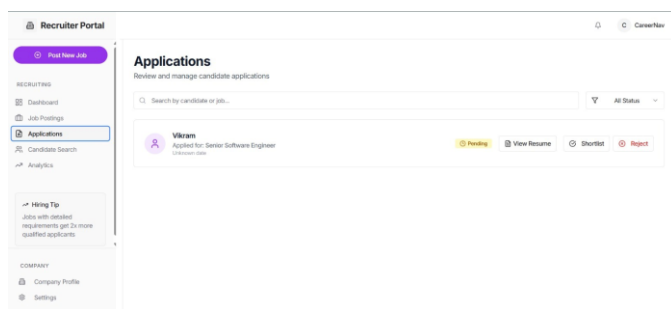 Recruiter Portal
C CareerNav
Post New Job
RECRUITING
Dashboard
Job Postings
Applications
Candidate Search
Analytics
Hiring Tip
Jobs with detailed
requirements get 2x more
qualified applicants
COMPANY
Company Profile
Settings
Applications
Review and manage candidate applications
Search by candidate or job...
All Status
Vikram
Applied for: Senior Software Engineer
Unknown date
Pending
View Resume
Shortlist
Reject